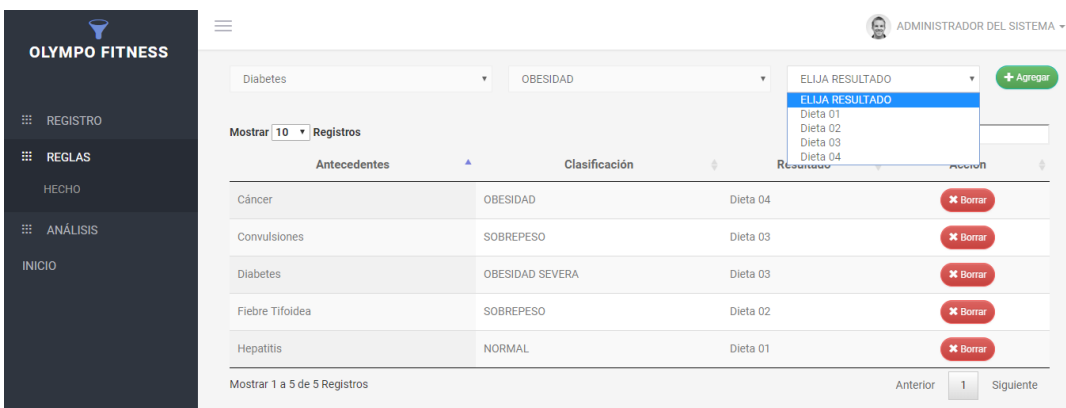 OLYMPO FITNESS
ADMINISTRADOR DEL SISTEMA
REGISTRO
REGLAS
HECHO
ANÁLISIS
INICIO
Diabetes
OBESIDAD
ELIJA RESULTADO
Agregar
ELIJA RESULTADO
Dieta 01
Dieta 02
Dieta 03
Dieta 04
Mostrar 10 Registros
Antecedentes Clasificación Resultado Acción
Cáncer OBESIDAD Dieta 04 Borrar
Convulsiones SOBREPESO Dieta 03 Borrar
Diabetes OBESIDAD SEVERA Dieta 03 Borrar
Fiebre Tifoidea SOBREPESO Dieta 02 Borrar
Hepatitis NORMAL Dieta 01 Borrar
Mostrar 1 a 5 de 5 Registros
Anterior 1 Siguiente